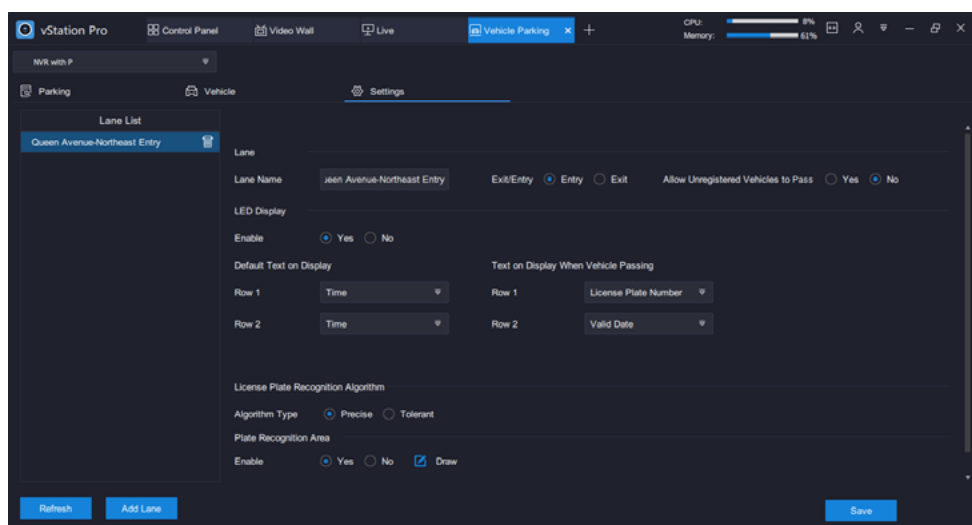 vStation Pro Control Panel Video Wall Live Vehicle Parking × + CPU: 8%
Memory: 61%
NVR with P
Parking Vehicle Settings
Lane List
Queen Avenue-Northeast Entry
Lane
Lane Name ueen Avenue-Northeast Entry Exit/Entry Entry Exit Allow Unregistered Vehicles to Pass Yes No
LED Display
Enable Yes No
Default Text on Display Text on Display When Vehicle Passing
Row 1 Time Row 1 License Plate Number
Row 2 Time Row 2 Valid Date
License Plate Recognition Algorithm
Algorithm Type Precise Tolerant
Plate Recognition Area
Enable Yes No Draw
Refresh Add Lane Save